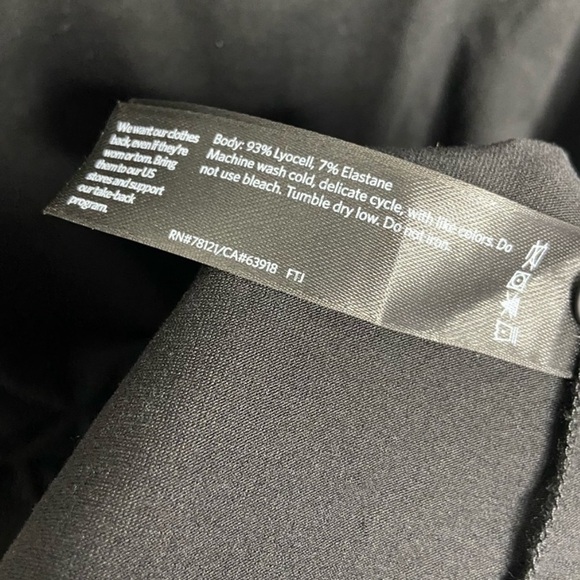 We want our clothes
back, even if they're
worn or torn. Bring
them to our US
stores and support
our take-back
program.
Body: 93% Lyocell, 7% Elastane
Machine wash cold, delicate cycle, with like colors. Do
not use bleach. Tumble dry low. Do not iron.
RN#78121/CA#63918 FTJ